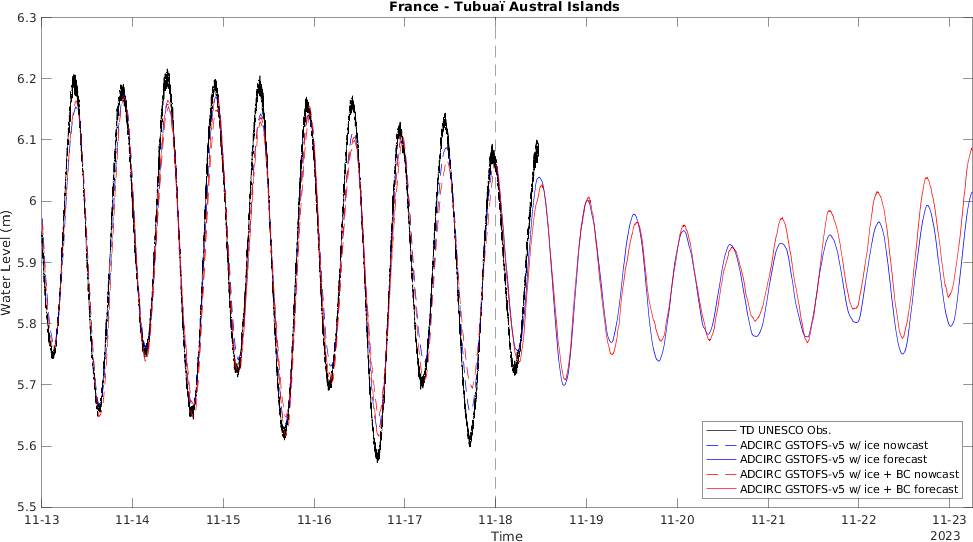 France - Tubuaï Austral Islands
6.3
6.2
6.1
6
5.9
5.8
5.7
5.6
5.5
Water Level (m)
TD UNESCO Obs.
ADCIRC GSTOFS-v5 w/ ice nowcast
ADCIRC GSTOFS-v5 w/ ice forecast
ADCIRC GSTOFS-v5 w/ ice + BC nowcast
ADCIRC GSTOFS-v5 w/ ice + BC forecast
11-13 11-14 11-15 11-16 11-17 11-18 11-19 11-20 11-21 11-22 11-23
2023
Time